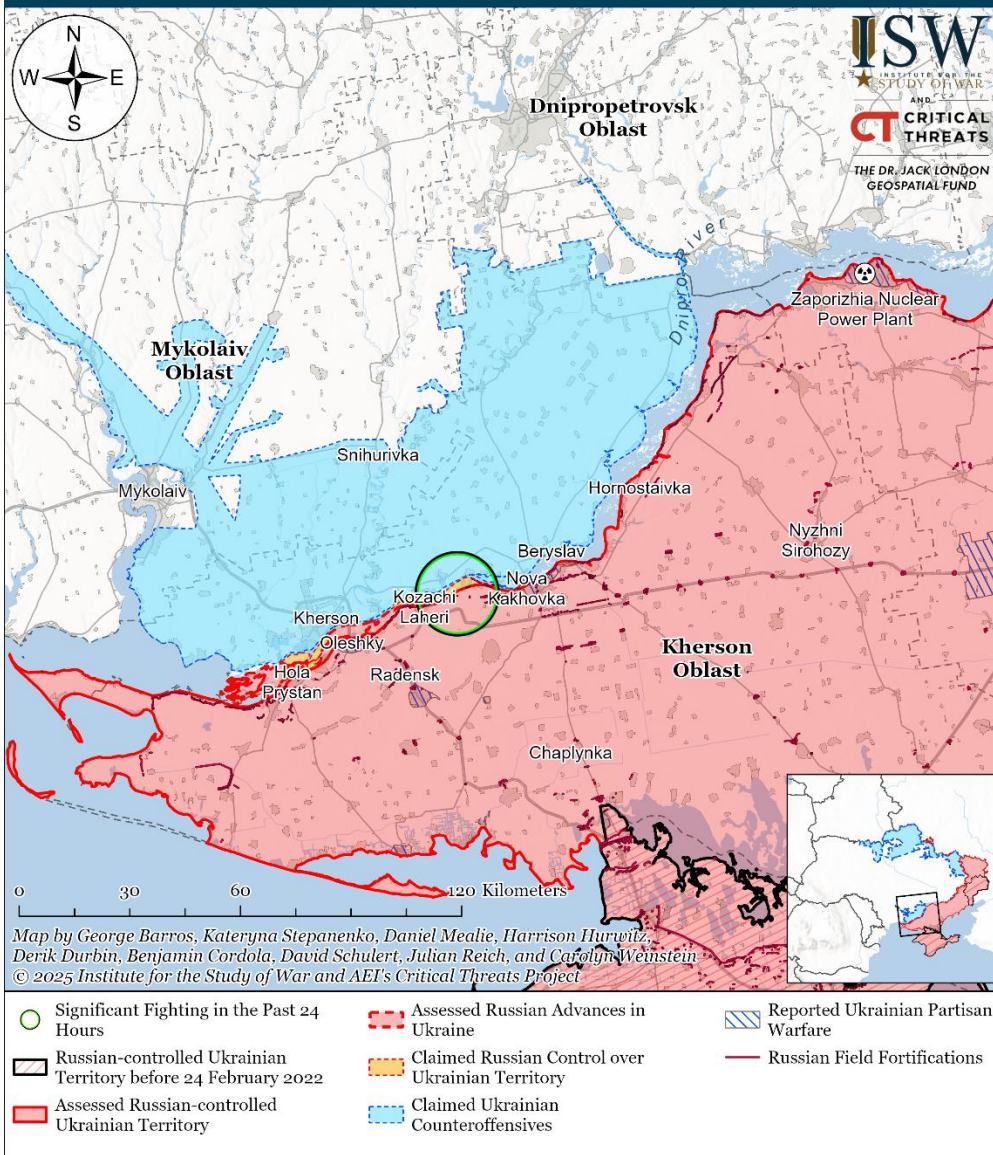 N
W E
S
ISW
INSTITUTE FOR THE
STUDY OF WAR
AND
CT CRITICAL
THREATS
THE DR. JACK LONDON
GEOSPATIAL FUND
Dnipropetrovsk
Oblast
Dnipro River
Zaporizhia Nuclear
Power Plant
Mykolaiv
Oblast
Snihurivka
Mykolaiv
Hornostaivka
Nyzhni
Sirohozy
Beryslav
Nova
Kakhovka
Kozachi
Laheri
Kherson
Oleshky
Hola
Prystan
Radensk
Kherson
Oblast
Chaplynka
0 30 60 120 Kilometers
Map by George Barros, Kateryna Stepanenko, Daniel Mealie, Harrison Hurwitz,
Derik Durbin, Benjamin Cordola, David Schulert, Julian Reich, and Carolyn Weinstein
© 2025 Institute for the Study of War and AEI's Critical Threats Project
Significant Fighting in the Past 24
Hours
Russian-controlled Ukrainian
Territory before 24 February 2022
Assessed Russian-controlled
Ukrainian Territory
Assessed Russian Advances in
Ukraine
Claimed Russian Control over
Ukrainian Territory
Claimed Ukrainian
Counteroffensives
Reported Ukrainian Partisan
Warfare
Russian Field Fortifications